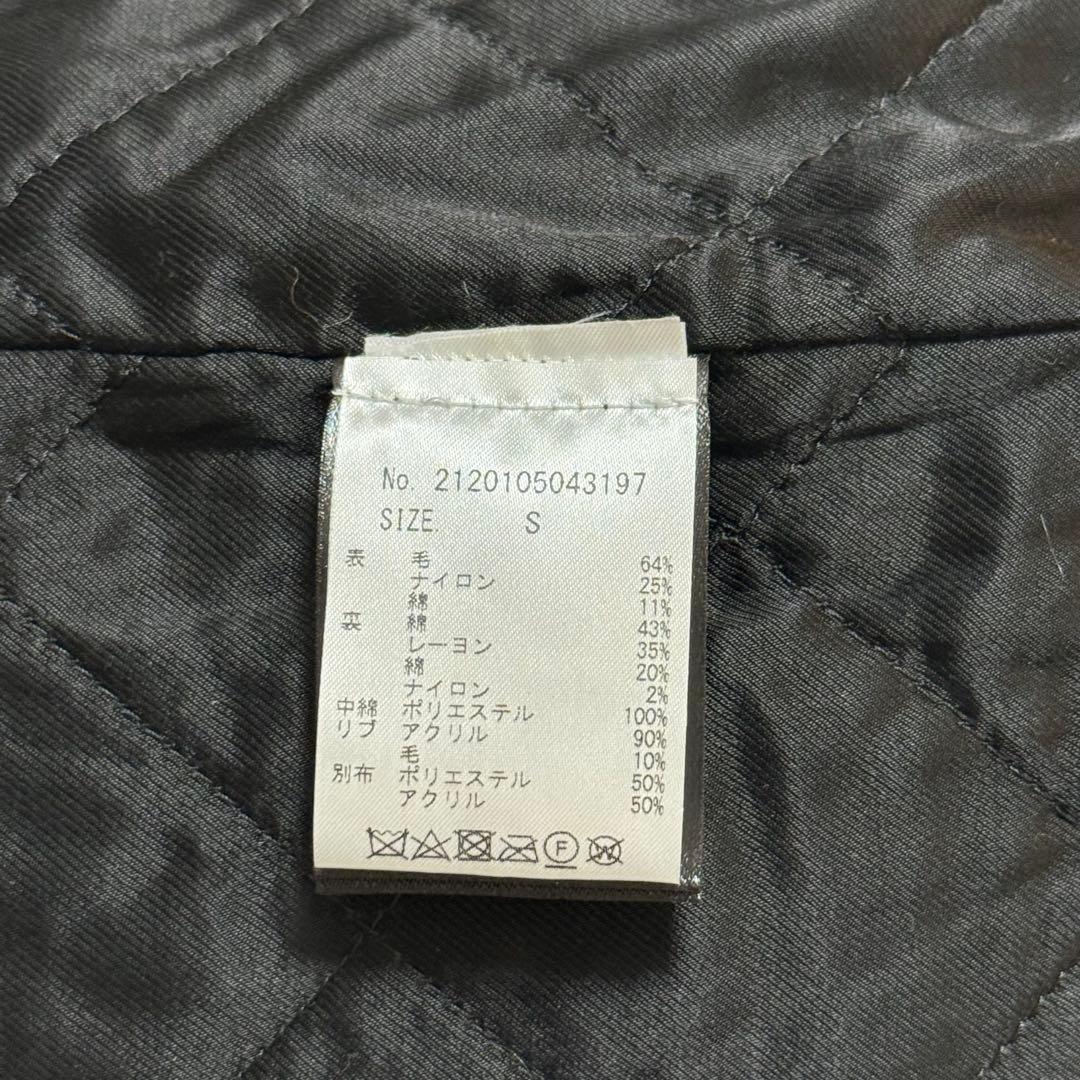 No. 2120105043197
SIZE. S
表 毛 64%
ナイロン 25%
綿 11%
裏 綿 43%
レーヨン 35%
綿 20%
ナイロン 2%
中綿 ポリエステル 100%
リブ アクリル 90%
毛 10%
別布 ポリエステル 50%
アクリル 50%
F W